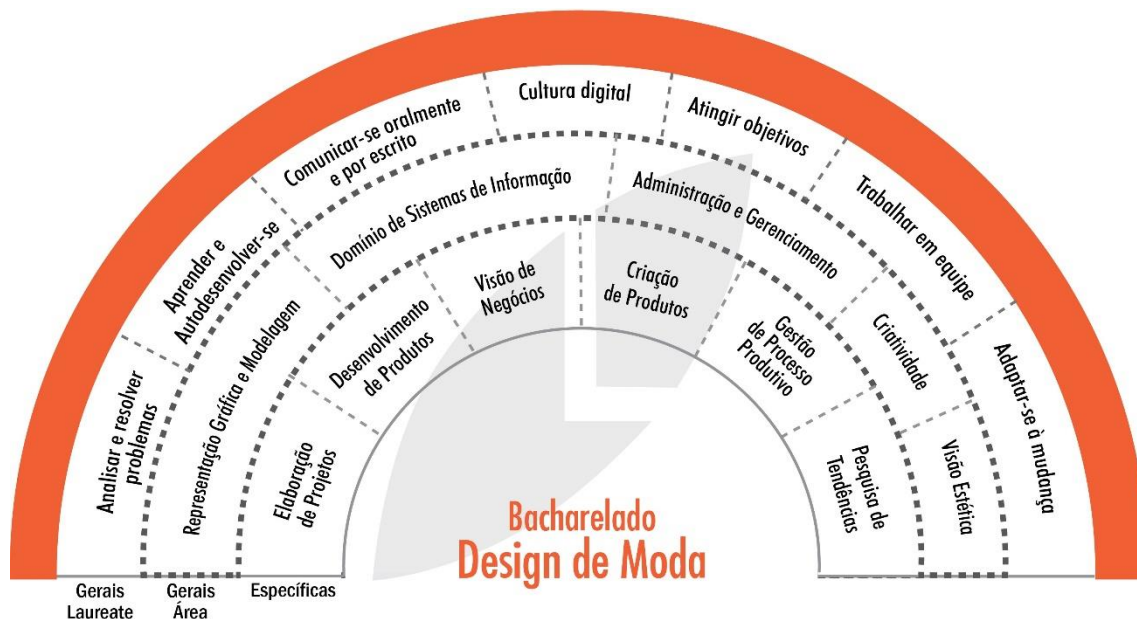 Analisar e resolver
problemas
Aprender e
Autodesenvolver-se
Comunicar-se oralmente
e por escrito
Cultura digital
Atingir objetivos
Trabalhar em equipe
Adaptar-se à mudança
Representação Gráfica e Modelagem
Domínio de Sistemas de Informação
Administração e Gerenciamento
Criatividade
Visão Estética
Elaboração
de Projetos
Desenvolvimento
de Produtos
Visão de
Negócios
Criação
de Produtos
Gestão
de Processo
Produtivo
Pesquisa de
Tendências
Bacharelado
Design de Moda
Gerais
Laureate
Gerais
Área
Específicas